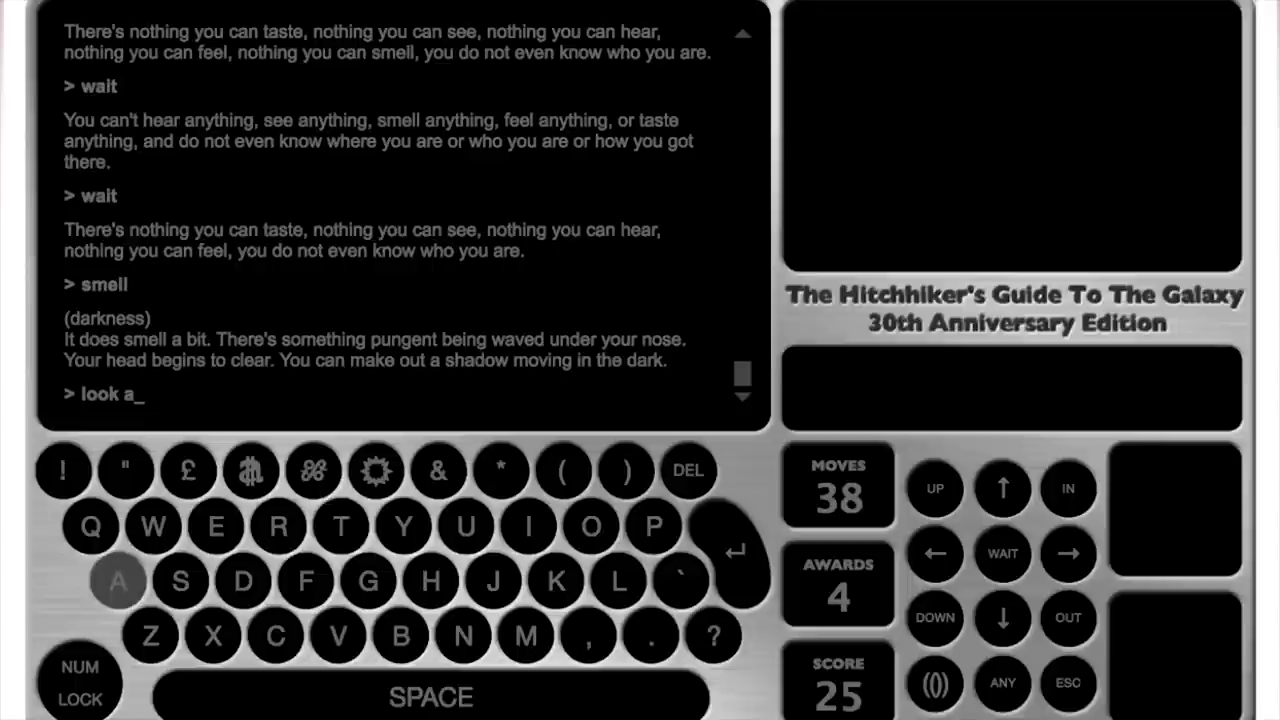 There's nothing you can taste, nothing you can see, nothing you can hear,
nothing you can feel, nothing you can smell, you do not even know who you are.
> wait
You can't hear anything, see anything, smell anything, feel anything, or taste
anything, and do not even know where you are or who you are or how you got
there.
> wait
There's nothing you can taste, nothing you can see, nothing you can hear,
nothing you can feel, you do not even know who you are.
> smell
(darkness)
It does smell a bit. There's something pungent being waved under your nose.
Your head begins to clear. You can make out a shadow moving in the dark.
> look a_
The Hitchhiker's Guide To The Galaxy
30th Anniversary Edition
! " £ & * ( ) DEL
Q W E R T Y U I O P ↵
A S D F G H J K L `
Z X C V B N M , . ?
NUM
LOCK
SPACE
MOVES
38
AWARDS
4
SCORE
25
UP ↑ IN
← WAIT →
DOWN ↓ OUT
(()) ANY ESC